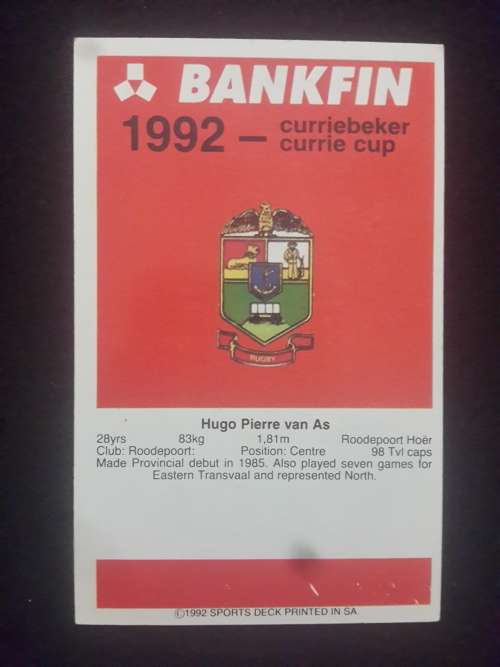 BANKFIN
1992 – curriebeker
currie cup
RUGBY
Hugo Pierre van As
28yrs 83kg 1,81m Roodepoort Hoër
Club: Roodepoort: Position: Centre 98 Tvl caps
Made Provincial debut in 1985. Also played seven games for
Eastern Transvaal and represented North.
©1992 SPORTS DECK PRINTED IN SA.